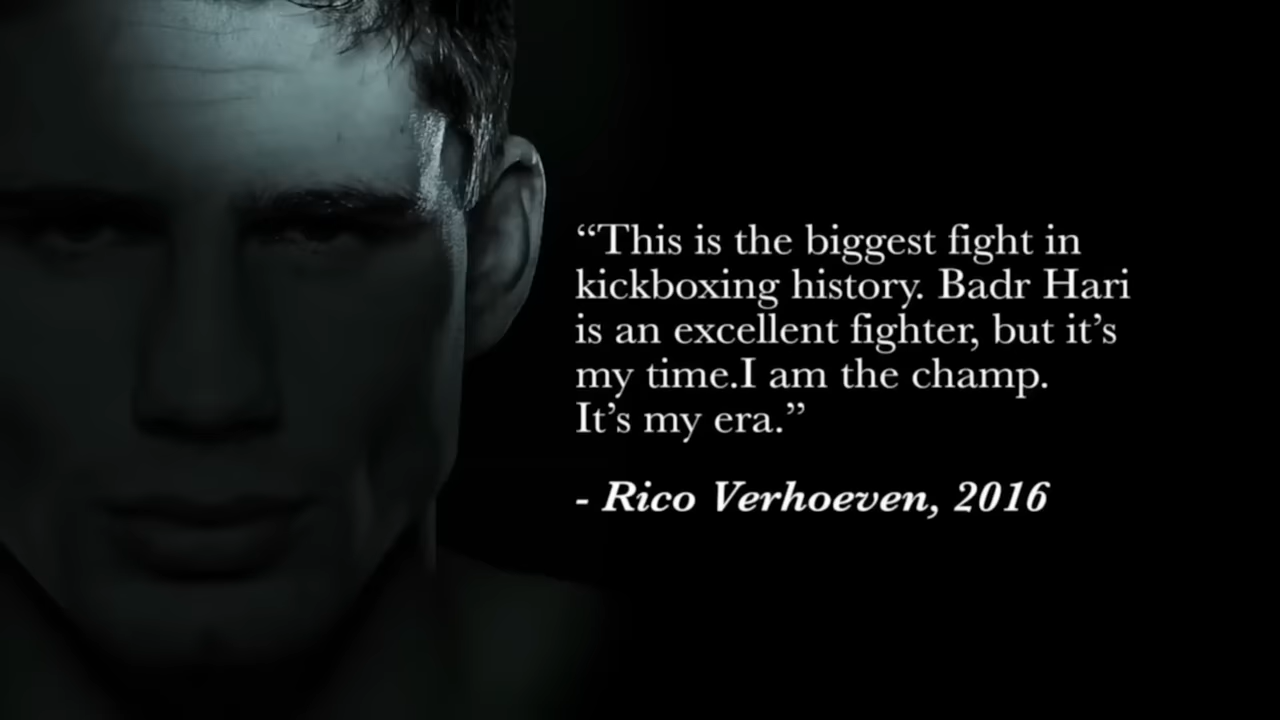 “This is the biggest fight in
kickboxing history. Badr Hari
is an excellent fighter, but it’s
my time.I am the champ.
It’s my era.”
- Rico Verhoeven, 2016